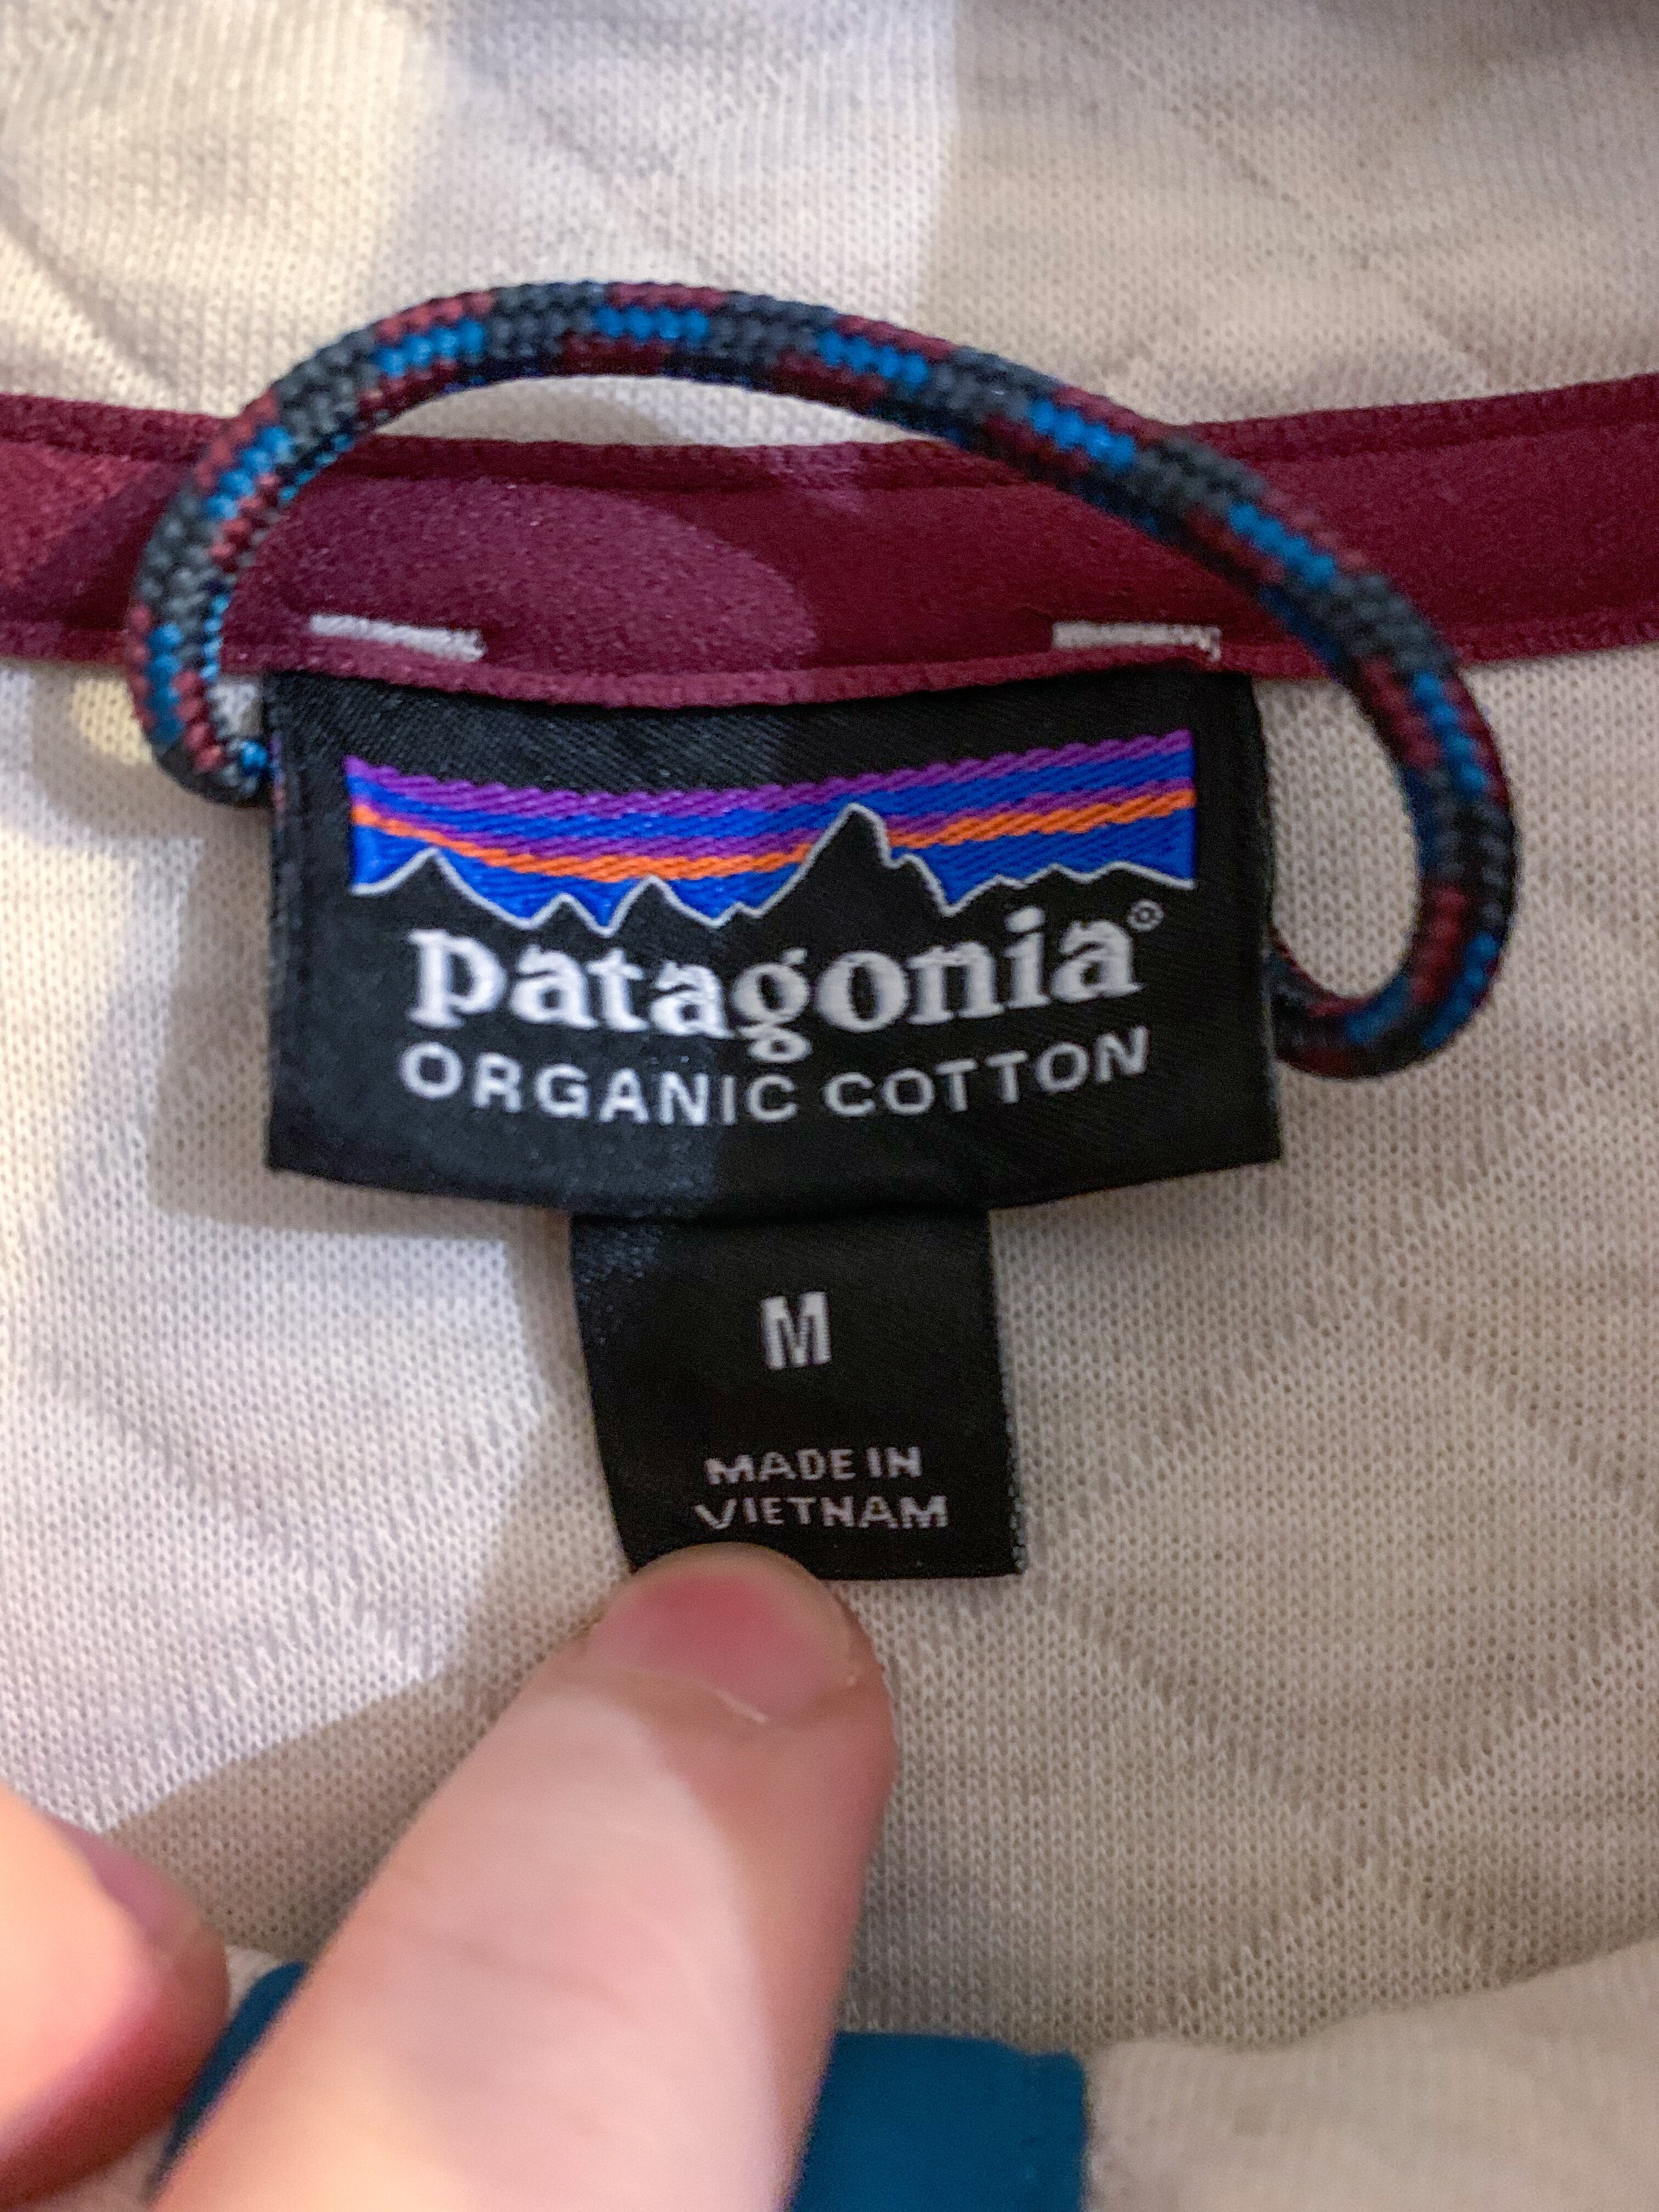 patagonia®
ORGANIC COTTON
M
MADE IN
VIETNAM